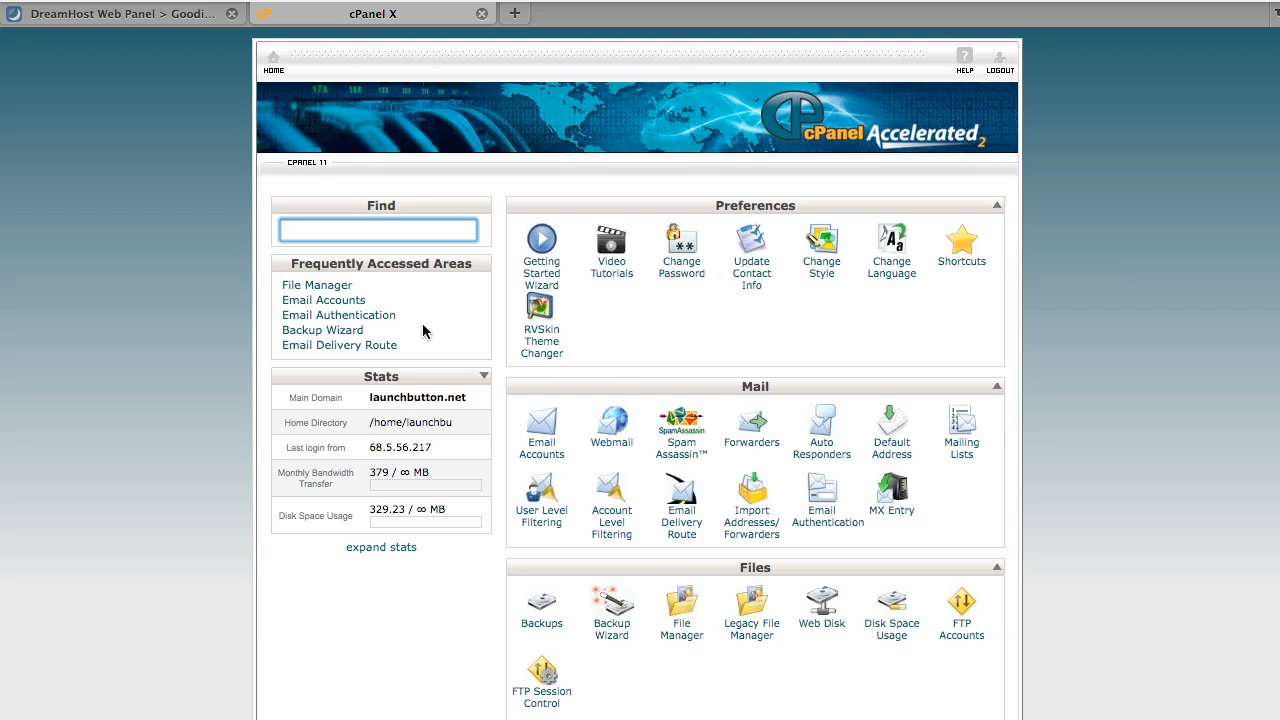 DreamHost Web Panel > Goodi...
cPanel X
HOME
HELP
LOGOUT
cPanel Accelerated2
CPANEL 11
Find
Frequently Accessed Areas
File Manager
Email Accounts
Email Authentication
Backup Wizard
Email Delivery Route
Stats
Main Domain launchbutton.net
Home Directory /home/launchbu
Last login from 68.5.56.217
Monthly Bandwidth
Transfer
379 / ∞ MB
Disk Space Usage
329.23 / ∞ MB
expand stats
Preferences
Getting
Started
Wizard
Video
Tutorials
Change
Password
Update
Contact
Info
Change
Style
Change
Language
Shortcuts
RVSkin
Theme
Changer
Mail
Email
Accounts
Webmail
Spam
Assassin™
Forwarders
Auto
Responders
Default
Address
Mailing
Lists
User Level
Filtering
Account
Level
Filtering
Email
Delivery
Route
Import
Addresses/
Forwarders
Email
Authentication
MX Entry
Files
Backups
Backup
Wizard
File
Manager
Legacy File
Manager
Web Disk
Disk Space
Usage
FTP
Accounts
FTP Session
Control